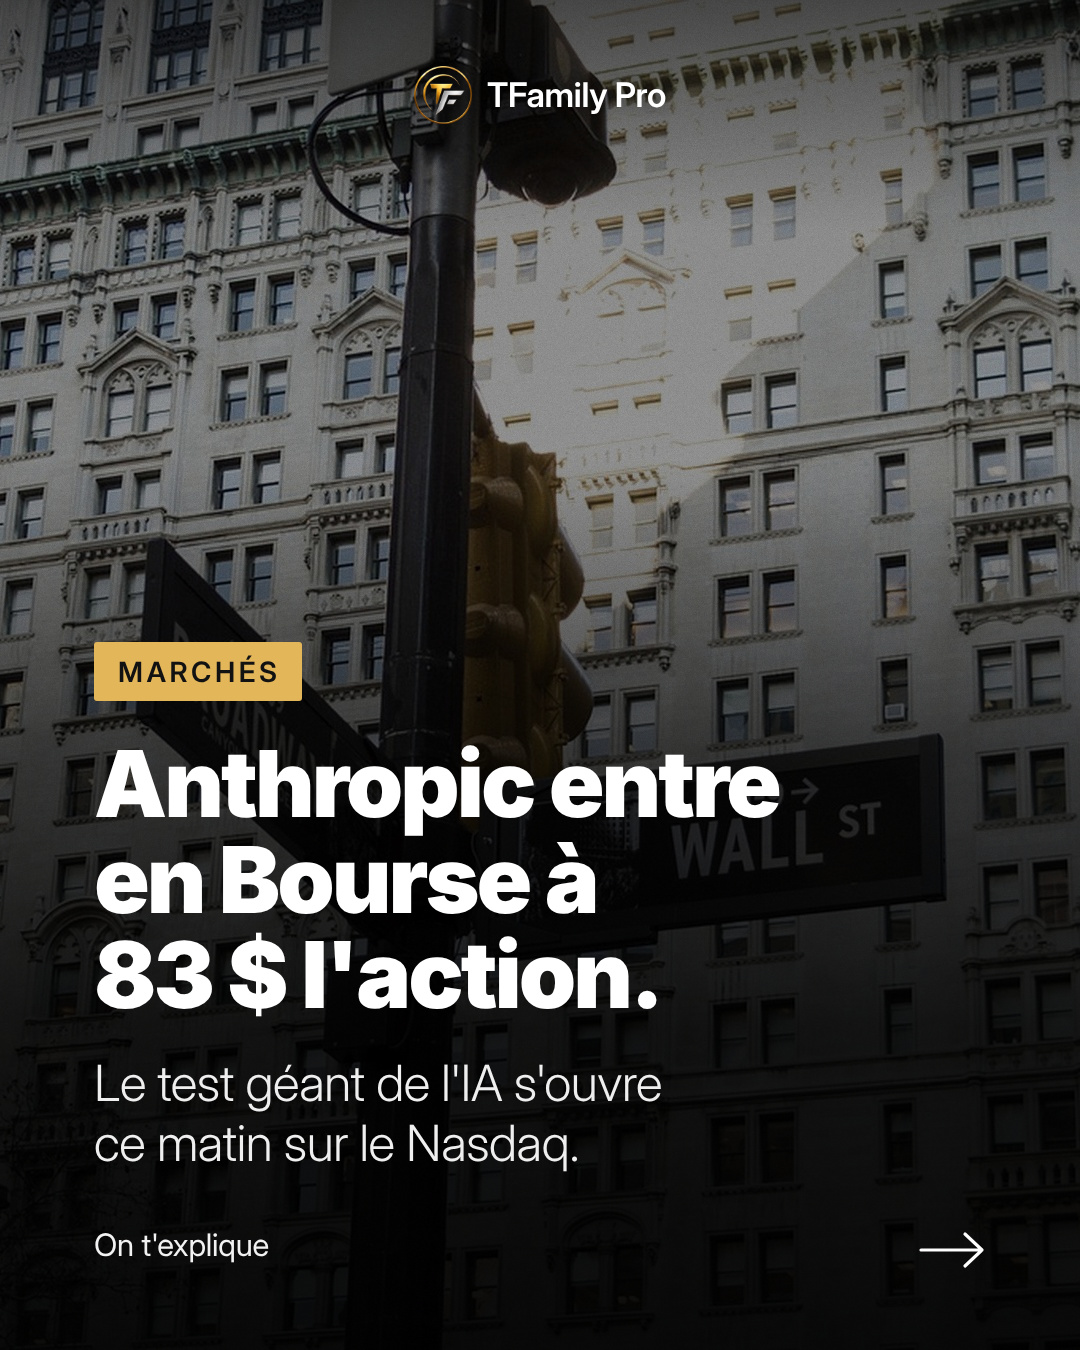 TF TFamily Pro
MARCHÉS
Anthropic entre
en Bourse à
83 $ l'action.
WALL ST
Le test géant de l'IA s'ouvre
ce matin sur le Nasdaq.
On t'explique